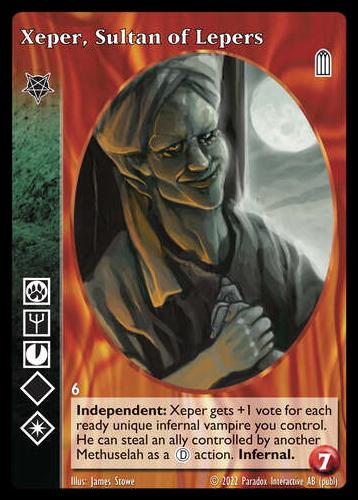 Xeper, Sultan of Lepers
6
Independent: Xeper gets +1 vote for each
ready unique infernal vampire you control.
He can steal an ally controlled by another
Methuselah as a Ⓓ action. Infernal.
7
Illus: James Stowe © 2022 Paradox Interactive AB (publ)